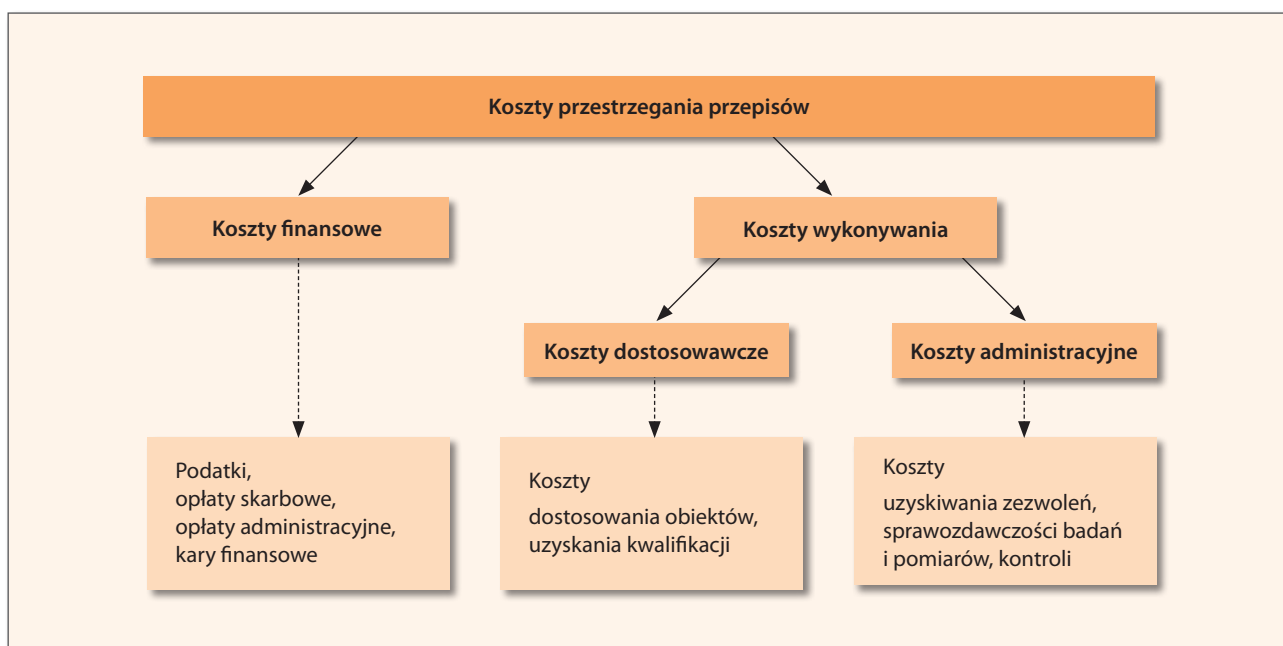 Koszty przestrzegania przepisów
Koszty finansowe
Koszty wykonywania
Koszty dostosowawcze
Koszty administracyjne
Podatki,
opłaty skarbowe,
opłaty administracyjne,
kary finansowe
Koszty
dostosowania obiektów,
uzyskania kwalifikacji
Koszty
uzyskiwania zezwoleń,
sprawozdawczości badań
i pomiarów, kontroli